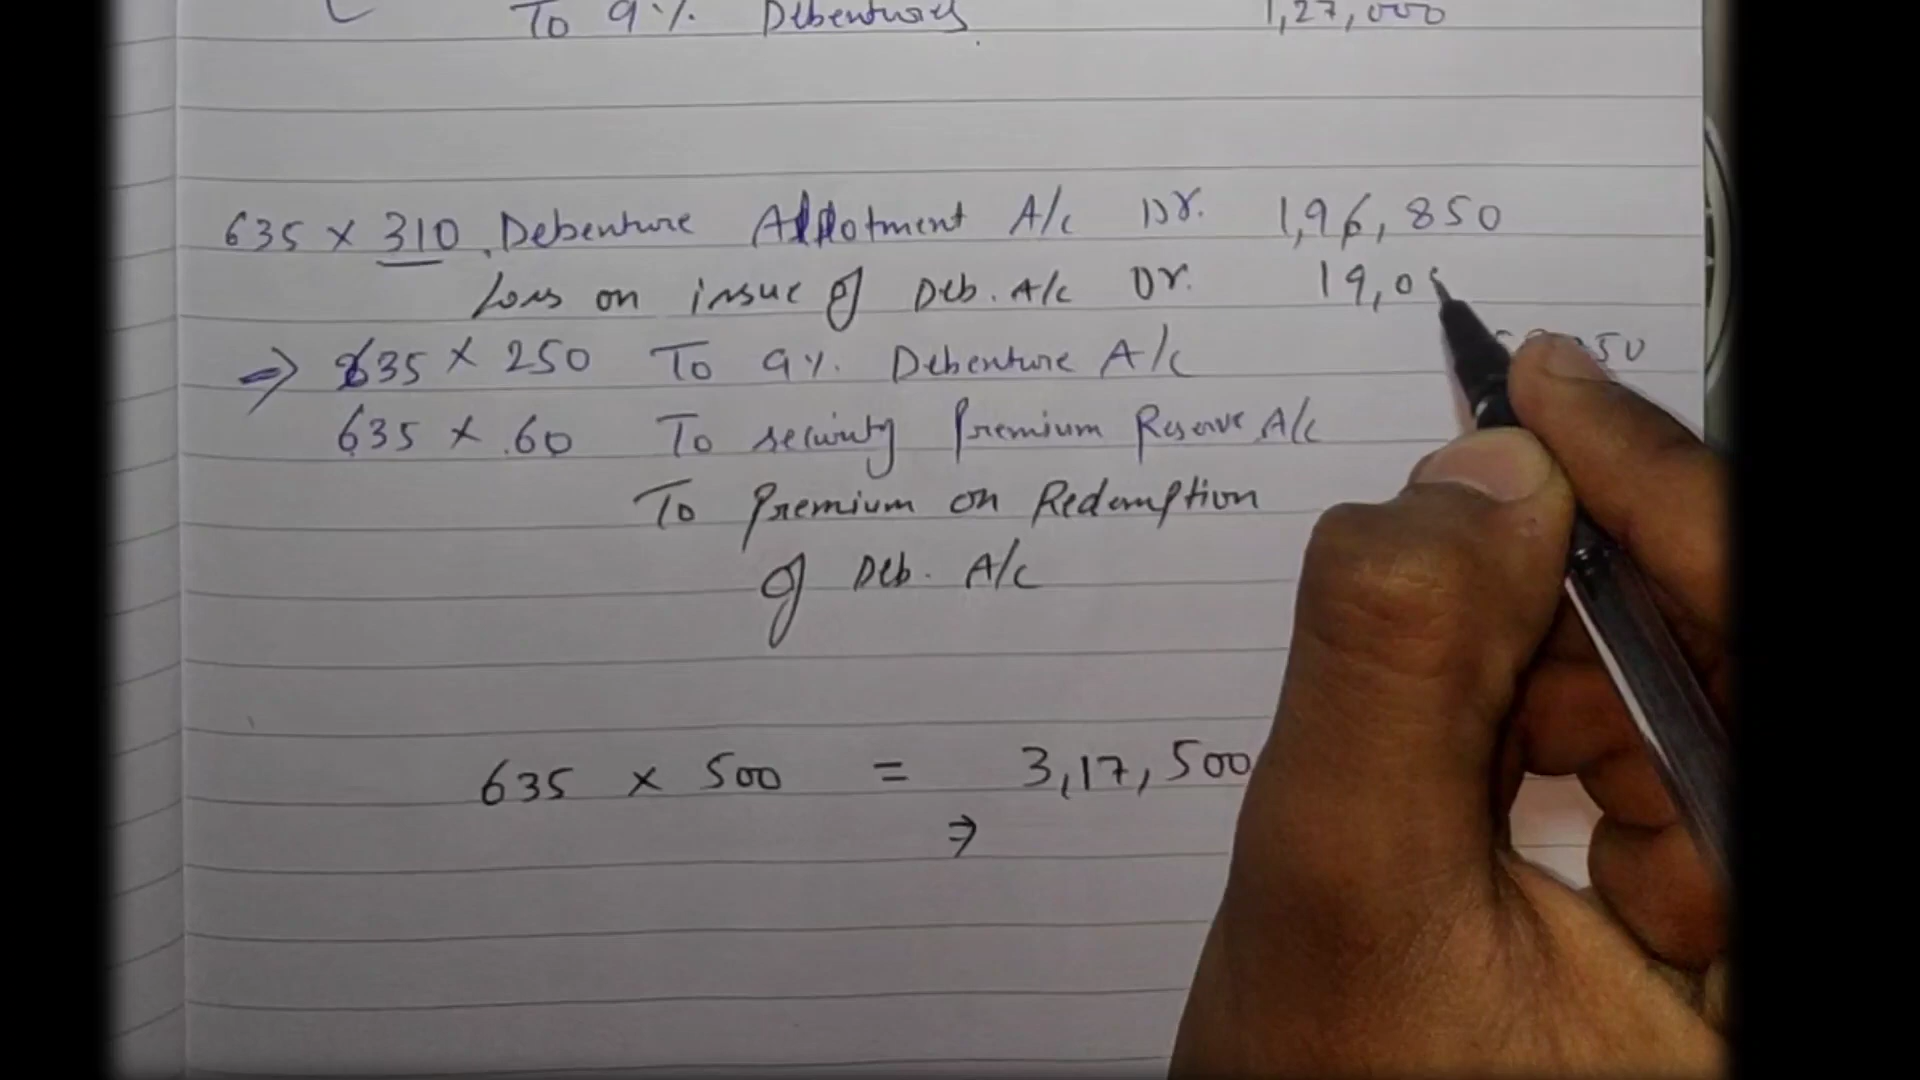 To 9% Debentures 1,27,000
635 × 310 Debenture Allotment A/c Dr. 1,96,850
Loss on issue of Deb. A/c Dr. 19,0
⇒ 635 × 250 To 9% Debenture A/c 50
635 × 60 To security Premium Reserve A/c
To Premium on Redemption
of Deb. A/c
635 × 500 = 3,17,500
⇒